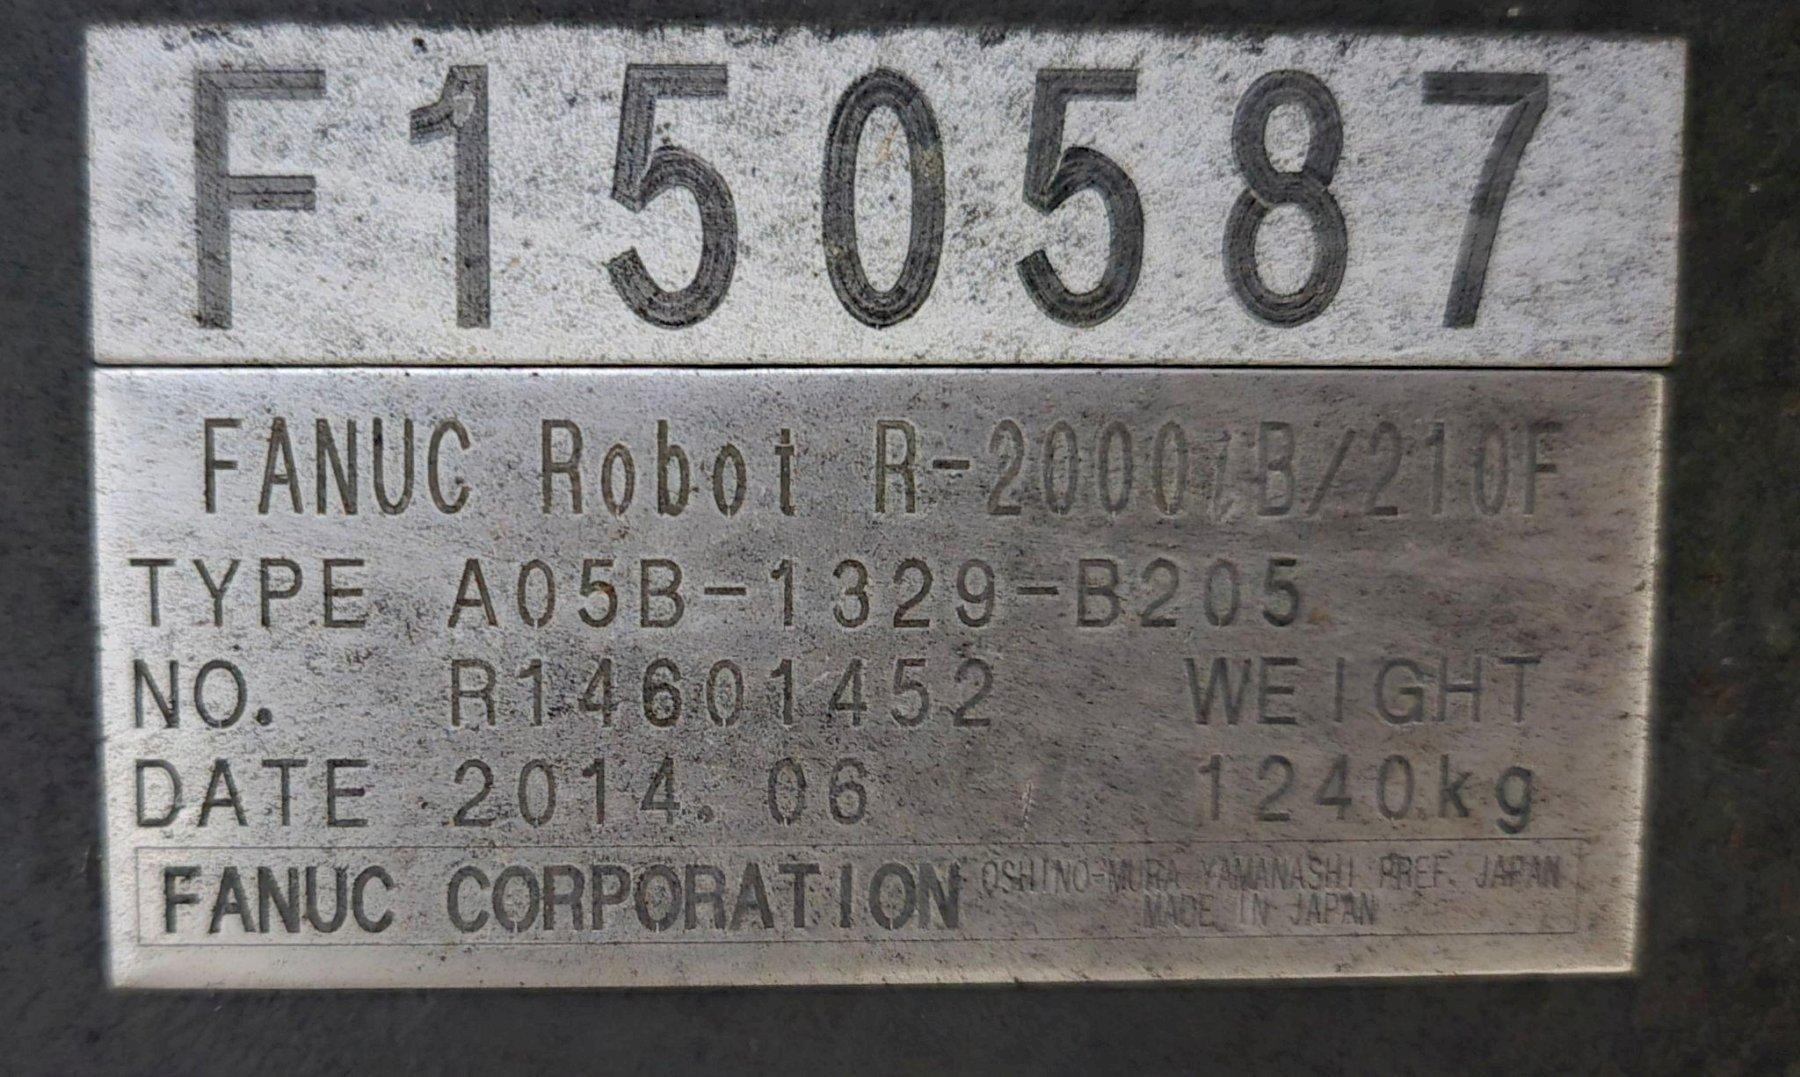 F150587
FANUC Robot R-2000iB/210F
TYPE A05B-1329-B205
NO. R14601452 WEIGHT
DATE 2014.06 1240kg
FANUC CORPORATION OSHINO-MURA YAMANASHI PREF. JAPAN
MADE IN JAPAN